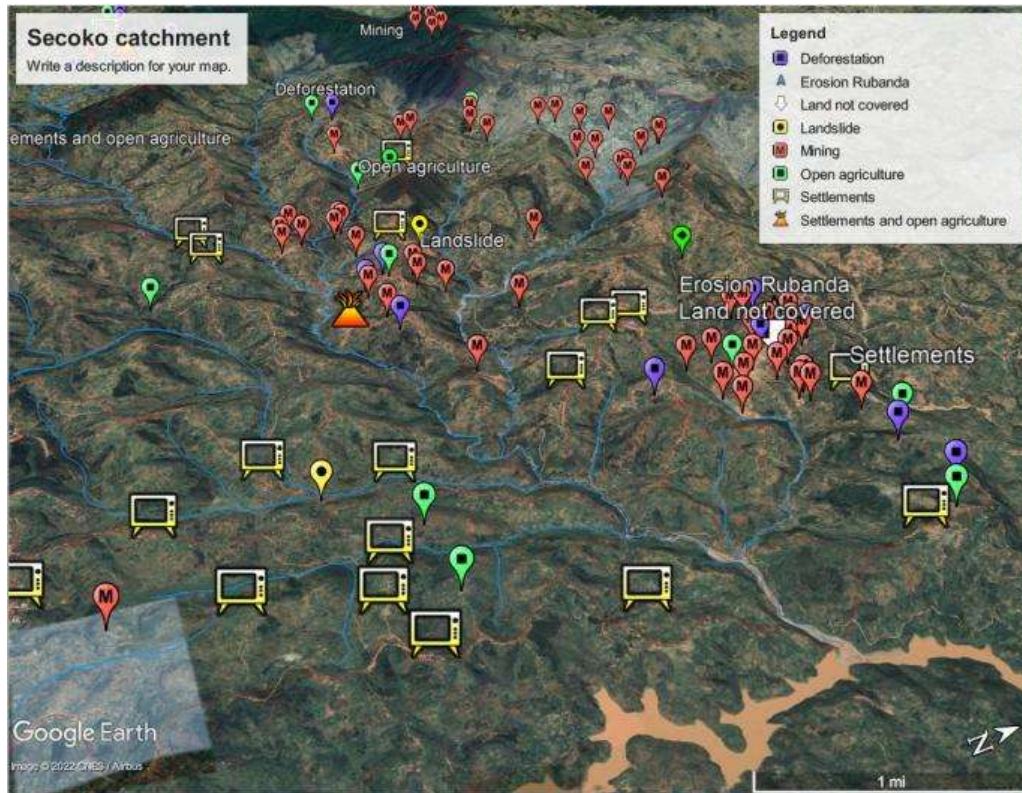 Secoko catchment
Write a description for your map.
Mining
Deforestation
ements and open agriculture
Open agriculture
Landslide
Erosion Rubanda
Land not covered
Settlements
Legend
Deforestation
Erosion Rubanda
Land not covered
Landslide
Mining
Open agriculture
Settlements
Settlements and open agriculture
Google Earth
Image © 2022 CNES / Airbus
N
1 mi